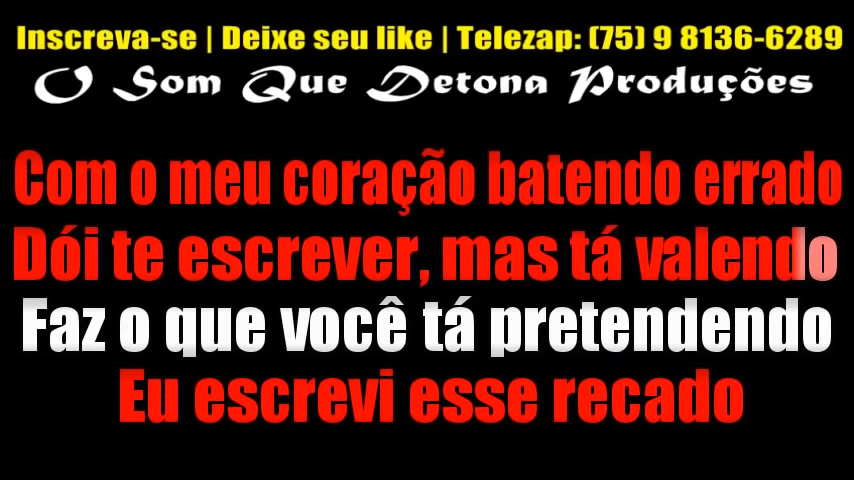 Inscreva-se | Deixe seu like | Telezap: (75) 9 8136-6289
O Som Que Detona Produções
Com o meu coração batendo errado
Dói te escrever, mas tá valendo
Faz o que você tá pretendendo
Eu escrevi esse recado